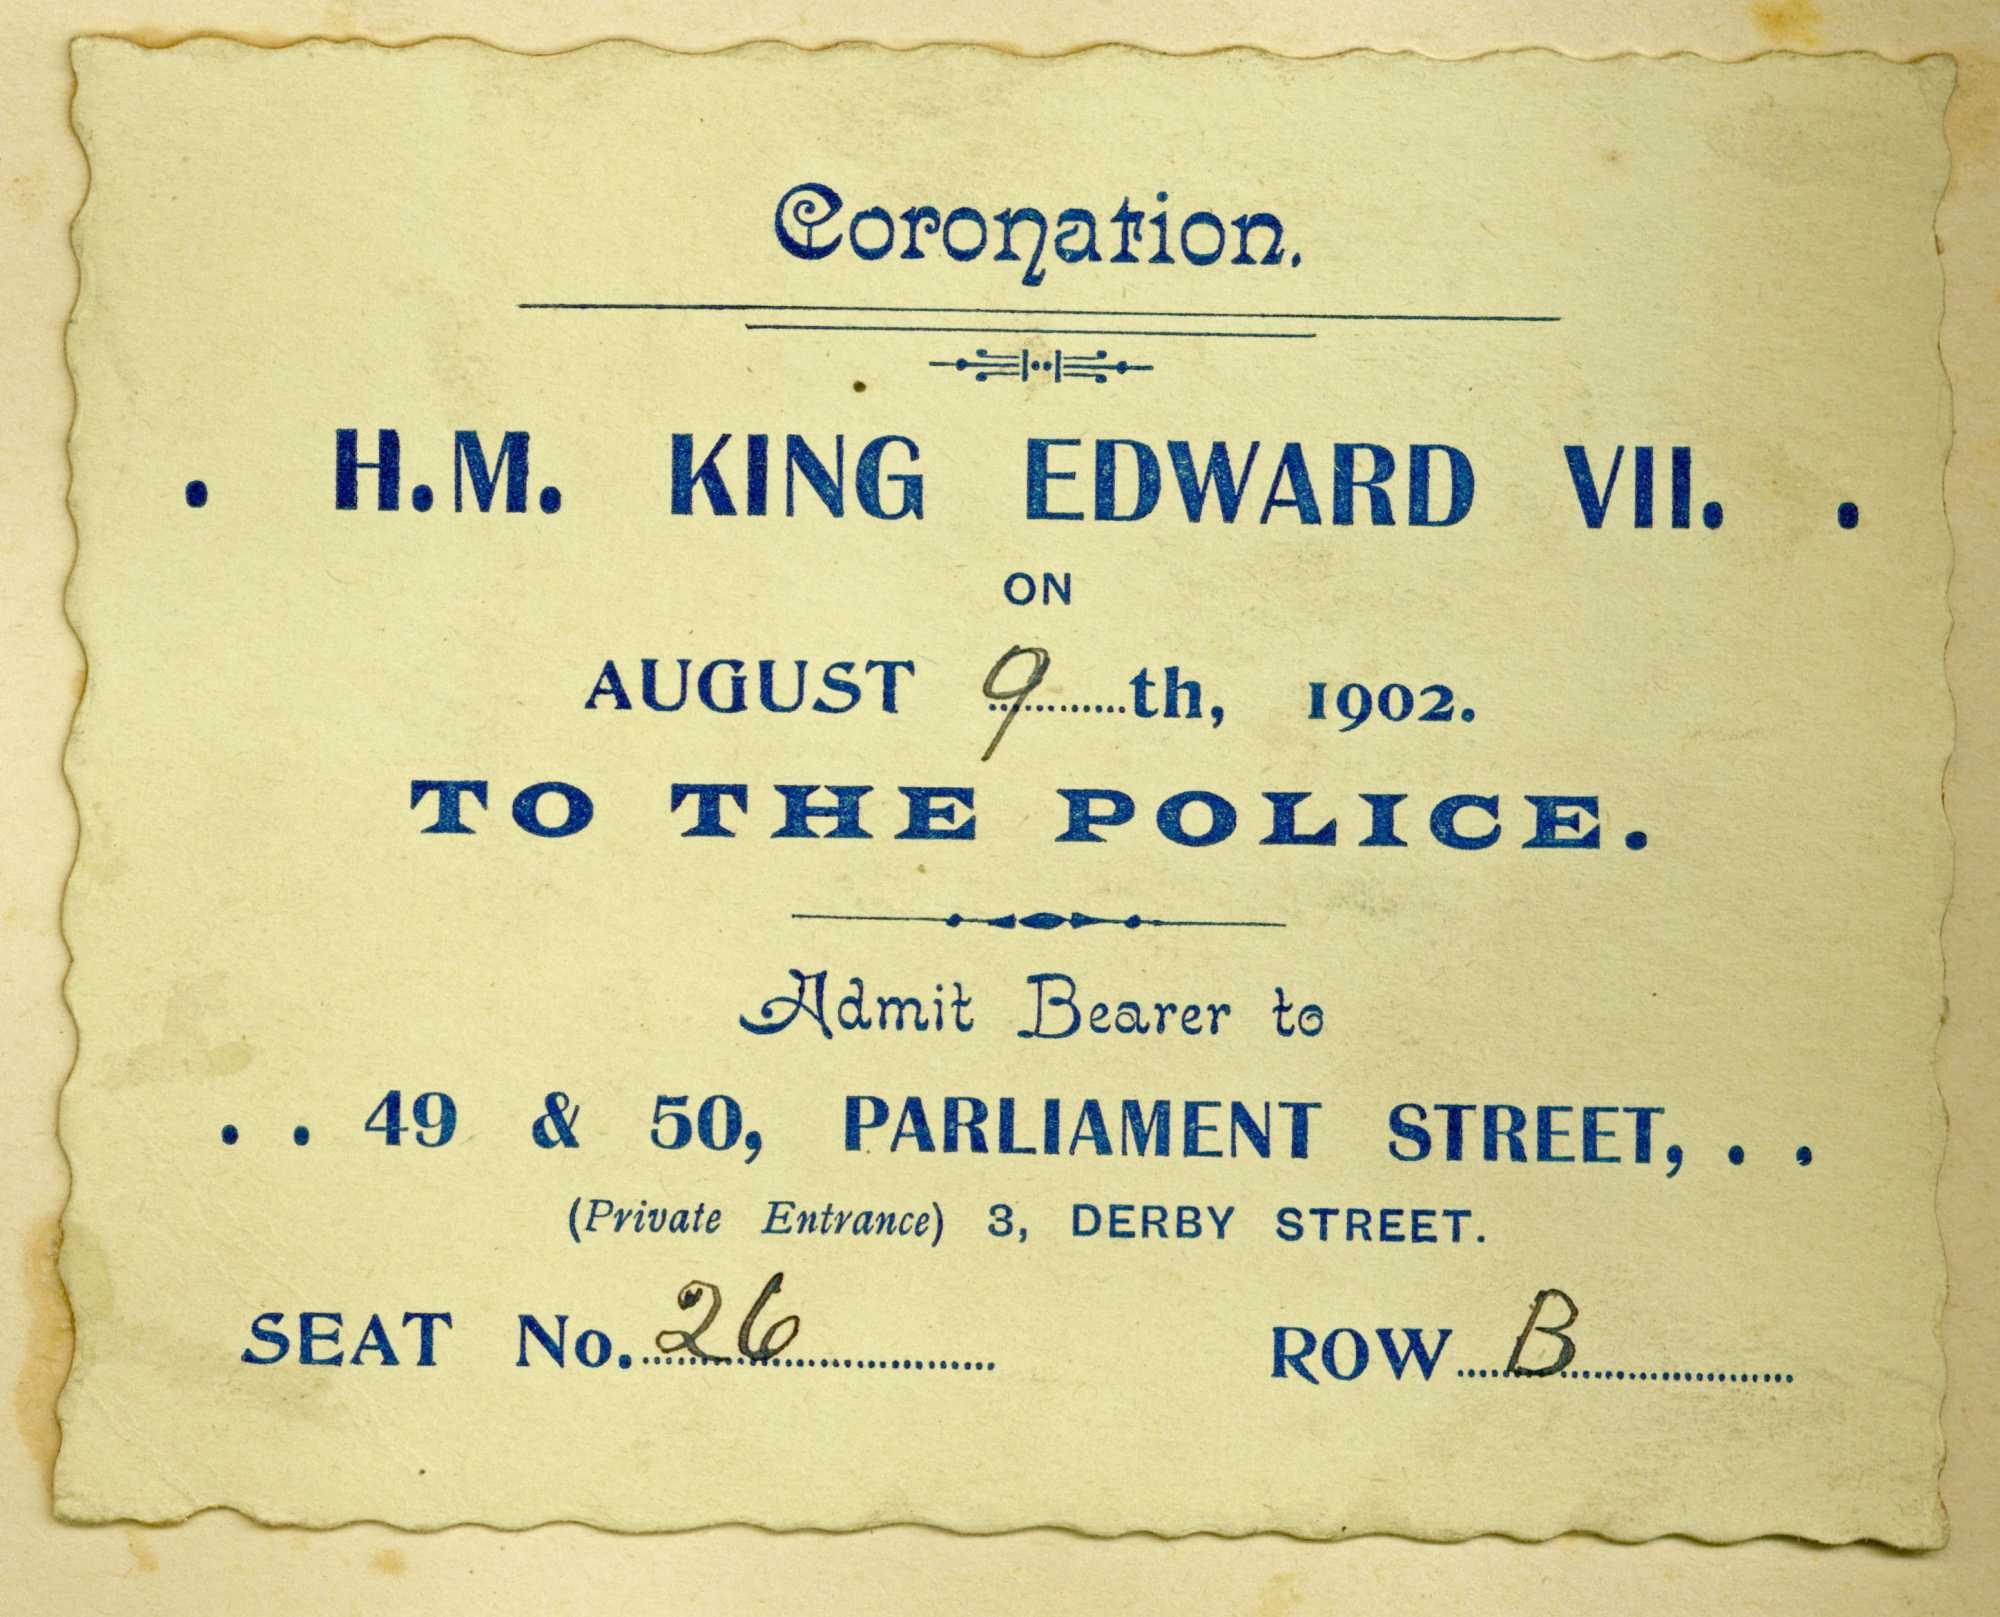 Coronation.
. H.M. KING EDWARD VII. .
ON
AUGUST 9th, 1902.
TO THE POLICE.
Admit Bearer to
. . 49 & 50, PARLIAMENT STREET, . .
(Private Entrance) 3, DERBY STREET.
SEAT No. 26 ROW B